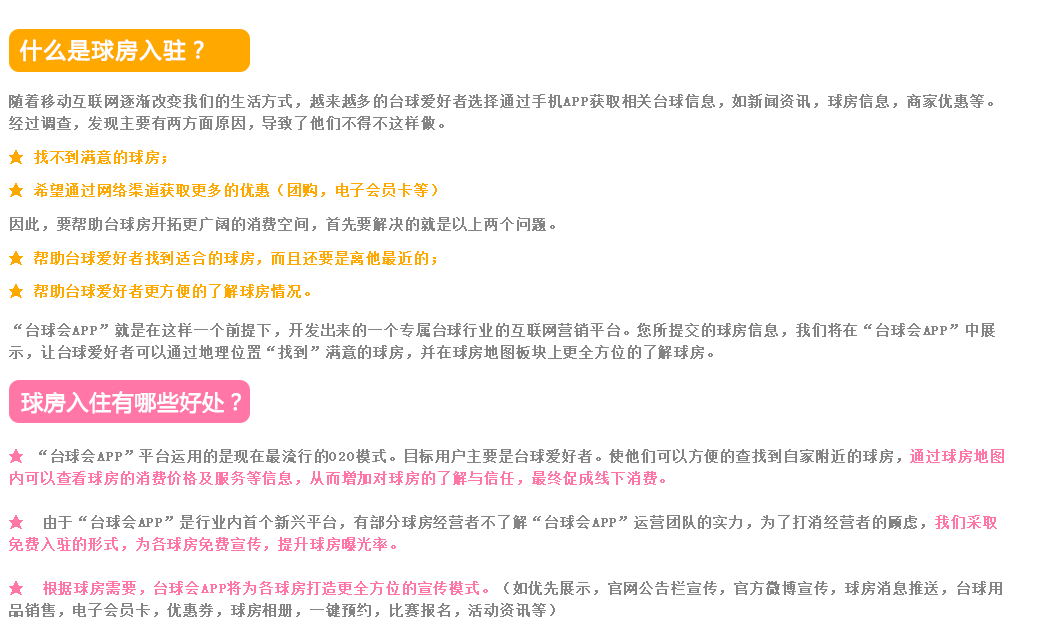 什么是球房入驻？
随着移动互联网逐渐改变我们的生活方式，越来越多的台球爱好者选择通过手机APP获取相关台球信息，如新闻资讯，球房信息，商家优惠等。
经过调查，发现主要有两方面原因，导致了他们不得不这样做。
★ 找不到满意的球房；
★ 希望通过网络渠道获取更多的优惠（团购，电子会员卡等）
因此，要帮助台球房开拓更广阔的消费空间，首先要解决的就是以上两个问题。
★ 帮助台球爱好者找到适合的球房，而且还要是离他最近的；
★ 帮助台球爱好者更方便的了解球房情况。
“台球会APP”就是在这样一个前提下，开发出来的一个专属台球行业的互联网营销平台。您所提交的球房信息，我们将在“台球会APP”中展
示，让台球爱好者可以通过地理位置“找到”满意的球房，并在球房地图板块上更全方位的了解球房。
球房入住有哪些好处？
★ “台球会APP”平台运用的是现在最流行的O2O模式。目标用户主要是台球爱好者。使他们可以方便的查找到自家附近的球房，通过球房地图
内可以查看球房的消费价格及服务等信息，从而增加对球房的了解与信任，最终促成线下消费。
★ 由于“台球会APP”是行业内首个新兴平台，有部分球房经营者不了解“台球会APP”运营团队的实力，为了打消经营者的顾虑，我们采取
免费入驻的形式，为各球房免费宣传，提升球房曝光率。
★ 根据球房需要，台球会APP将为各球房打造更全方位的宣传模式。（如优先展示，官网公告栏宣传，官方微博宣传，球房消息推送，台球用
品销售，电子会员卡，优惠券，球房相册，一键预约，比赛报名，活动资讯等）